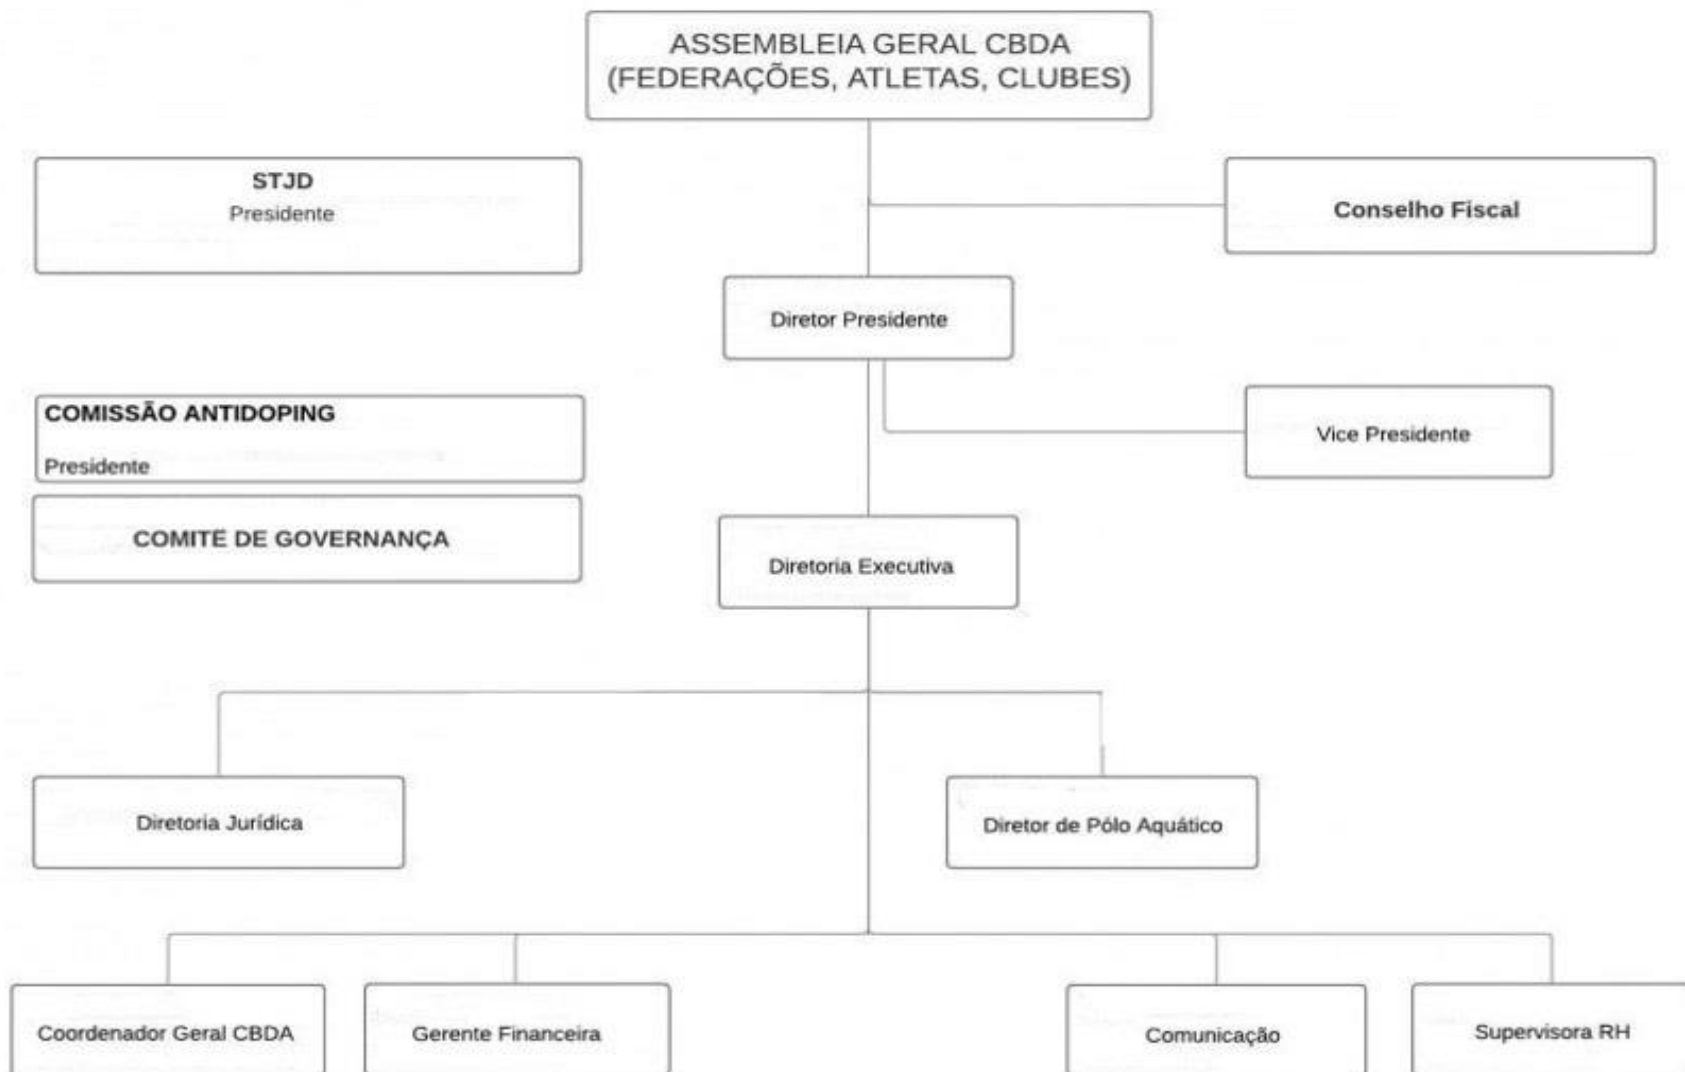 ASSEMBLEIA GERAL CBDA
(FEDERAÇÕES, ATLETAS, CLUBES)
STJD
Presidente
Conselho Fiscal
Diretor Presidente
COMISSÃO ANTIDOPING
Presidente
Vice Presidente
COMITÊ DE GOVERNANÇA
Diretoria Executiva
Diretoria Jurídica
Diretor de Pólo Aquático
Coordenador Geral CBDA
Gerente Financeira
Comunicação
Supervisora RH